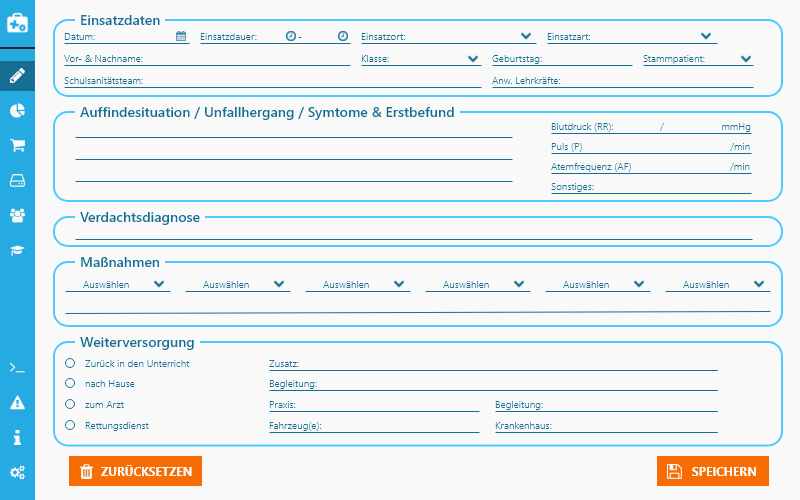 Einsatzdaten
Datum: Einsatzdauer: - Einsatzort: Einsatzart:
Vor- & Nachname: Klasse: Geburtstag: Stammpatient:
Schulsanitätsteam: Anw. Lehrkräfte:
Auffindesituation / Unfallhergang / Symtome & Erstbefund
Blutdruck (RR): / mmHg
Puls (P) /min
Atemfrequenz (AF) /min
Sonstiges:
Verdachtsdiagnose
Maßnahmen
Auswählen Auswählen Auswählen Auswählen Auswählen Auswählen
Weiterversorgung
Zurück in den Unterricht Zusatz:
nach Hause Begleitung:
zum Arzt Praxis: Begleitung:
Rettungsdienst Fahrzeug(e): Krankenhaus:
ZURÜCKSETZEN SPEICHERN